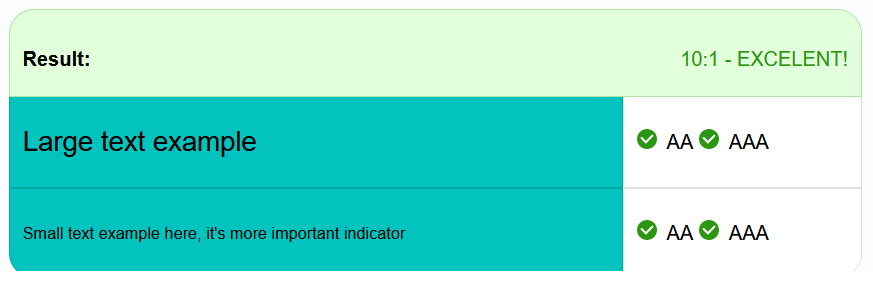 Result: 10:1 - EXCELENT!
Large text example AA AAA
Small text example here, it's more important indicator AA AAA